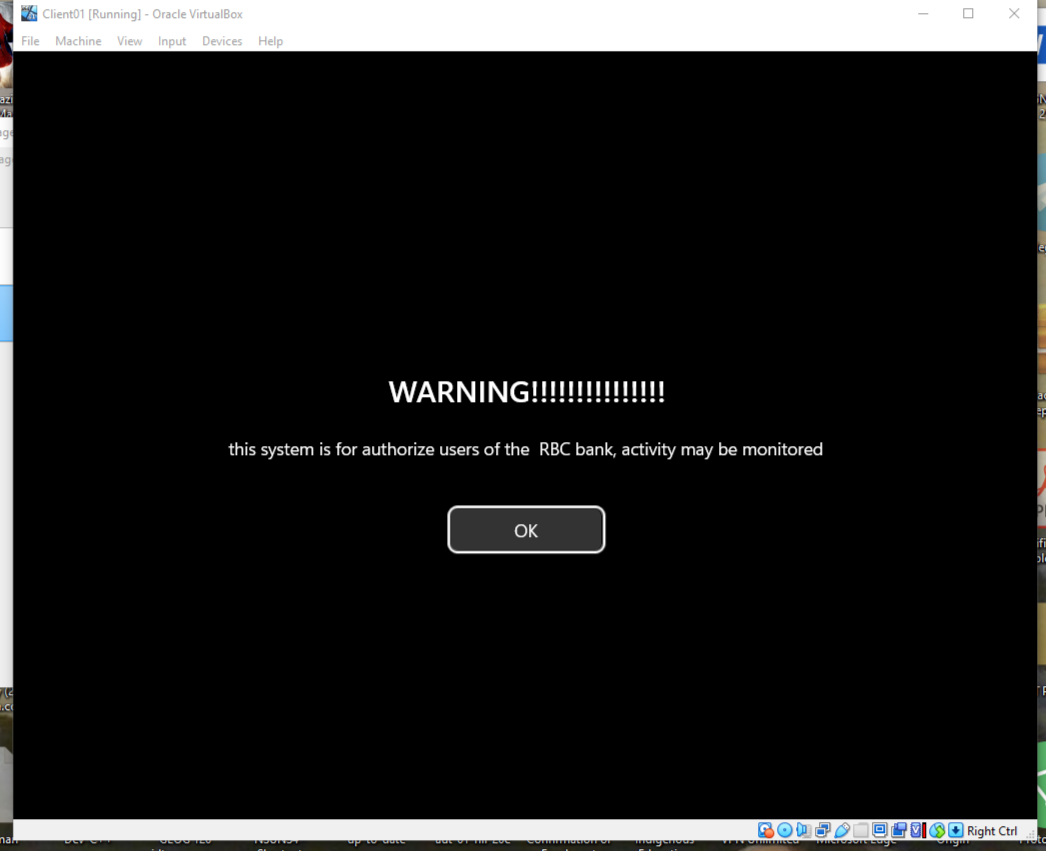 Client01 [Running] - Oracle VirtualBox
File Machine View Input Devices Help
WARNING!!!!!!!!!!!!!!!
this system is for authorize users of the  RBC bank, activity may be monitored
OK
Right Ctrl